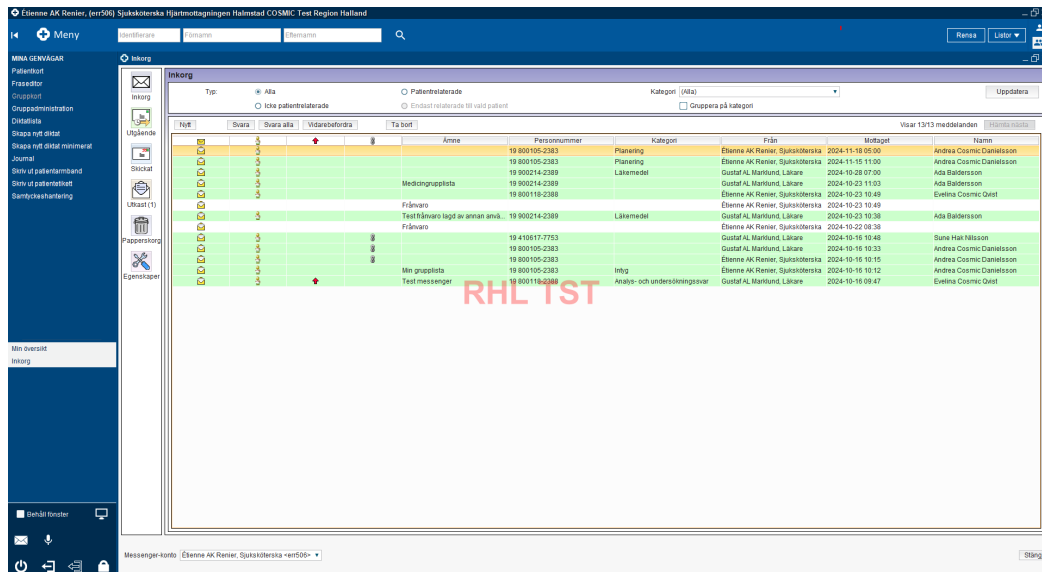 Étienne AK Renier, (err506) Sjuksköterska Hjärtmottagningen Halmstad COSMIC Test Region Halland
Meny Identifierare Förnamn Efternamn Rensa Listor
MINA GENVÄGAR
Patientkort
Fraseditor
Gruppkort
Gruppadministration
Diktatlista
Skapa nytt diktat
Skapa nytt diktat minimerat
Journal
Skriv ut patientarmband
Skriv ut patientetikett
Samtyckeshantering
Min översikt
Inkorg
Behåll fönster
Inkorg
Inkorg
Utgående
Skickat
Utkast (1)
Papperskorg
Egenskaper
Inkorg
Typ: Alla Patientrelaterade Kategori (Alla) Uppdatera
Icke patientrelaterade Endast relaterade till vald patient Gruppera på kategori
Nytt Svara Svara alla Vidarebefordra Ta bort Visar 13/13 meddelanden Hämta nästa
Ämne Personnummer Kategori Från Mottaget Namn
19 800105-2383 Planering Étienne AK Renier, Sjuksköterska 2024-11-18 05:00 Andrea Cosmic Danielsson
19 800105-2383 Planering Étienne AK Renier, Sjuksköterska 2024-11-15 11:00 Andrea Cosmic Danielsson
19 900214-2389 Läkemedel Gustaf AL Marklund, Läkare 2024-10-28 07:00 Ada Baldersson
Medicingrupplista 19 900214-2389 Gustaf AL Marklund, Läkare 2024-10-23 11:03 Ada Baldersson
19 800118-2388 Étienne AK Renier, Sjuksköterska 2024-10-23 10:49 Evelina Cosmic Qvist
Frånvaro Étienne AK Renier, Sjuksköterska 2024-10-23 10:49
Test frånvaro lagd av annan anvä... 19 900214-2389 Läkemedel Gustaf AL Marklund, Läkare 2024-10-23 10:38 Ada Baldersson
Frånvaro Étienne AK Renier, Sjuksköterska 2024-10-22 08:38
19 410617-7753 Gustaf AL Marklund, Läkare 2024-10-16 10:48 Sune Hak Nilsson
19 800105-2383 Gustaf AL Marklund, Läkare 2024-10-16 10:33 Andrea Cosmic Danielsson
19 800105-2383 Étienne AK Renier, Sjuksköterska 2024-10-16 10:15 Andrea Cosmic Danielsson
Min grupplista 19 800105-2383 Intyg Étienne AK Renier, Sjuksköterska 2024-10-16 10:12 Andrea Cosmic Danielsson
Test messenger 19 800118-2388 Analys- och undersökningssvar Gustaf AL Marklund, Läkare 2024-10-16 09:47 Evelina Cosmic Qvist
RHL TST
Messenger-konto Étienne AK Renier, Sjuksköterska <err506> Stäng